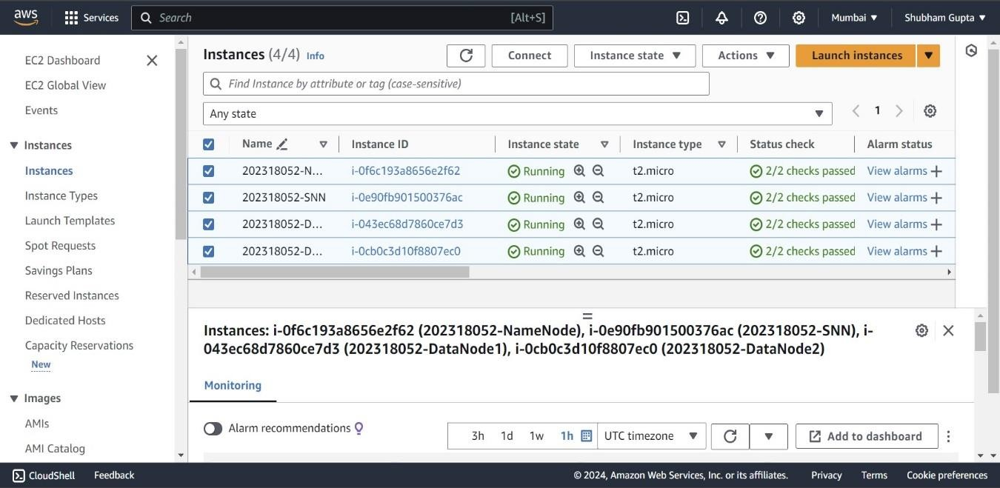 aws Services Search [Alt+S] Mumbai Shubham Gupta
EC2 Dashboard
EC2 Global View
Events
Instances
Instances
Instance Types
Launch Templates
Spot Requests
Savings Plans
Reserved Instances
Dedicated Hosts
Capacity Reservations
New
Images
AMIs
AMI Catalog
Instances (4/4) Info Connect Instance state Actions Launch instances
Find Instance by attribute or tag (case-sensitive)
Any state 1
Name Instance ID Instance state Instance type Status check Alarm status
202318052-N... i-0f6c193a8656e2f62 Running t2.micro 2/2 checks passed View alarms
202318052-SNN i-0e90fb901500376ac Running t2.micro 2/2 checks passed View alarms
202318052-D... i-043ec68d7860ce7d3 Running t2.micro 2/2 checks passed View alarms
202318052-D... i-0cb0c3d10f8807ec0 Running t2.micro 2/2 checks passed View alarms
Instances: i-0f6c193a8656e2f62 (202318052-NameNode), i-0e90fb901500376ac (202318052-SNN), i-
043ec68d7860ce7d3 (202318052-DataNode1), i-0cb0c3d10f8807ec0 (202318052-DataNode2)
Monitoring
Alarm recommendations 3h 1d 1w 1h UTC timezone Add to dashboard
CloudShell Feedback © 2024, Amazon Web Services, Inc. or its affiliates. Privacy Terms Cookie preferences